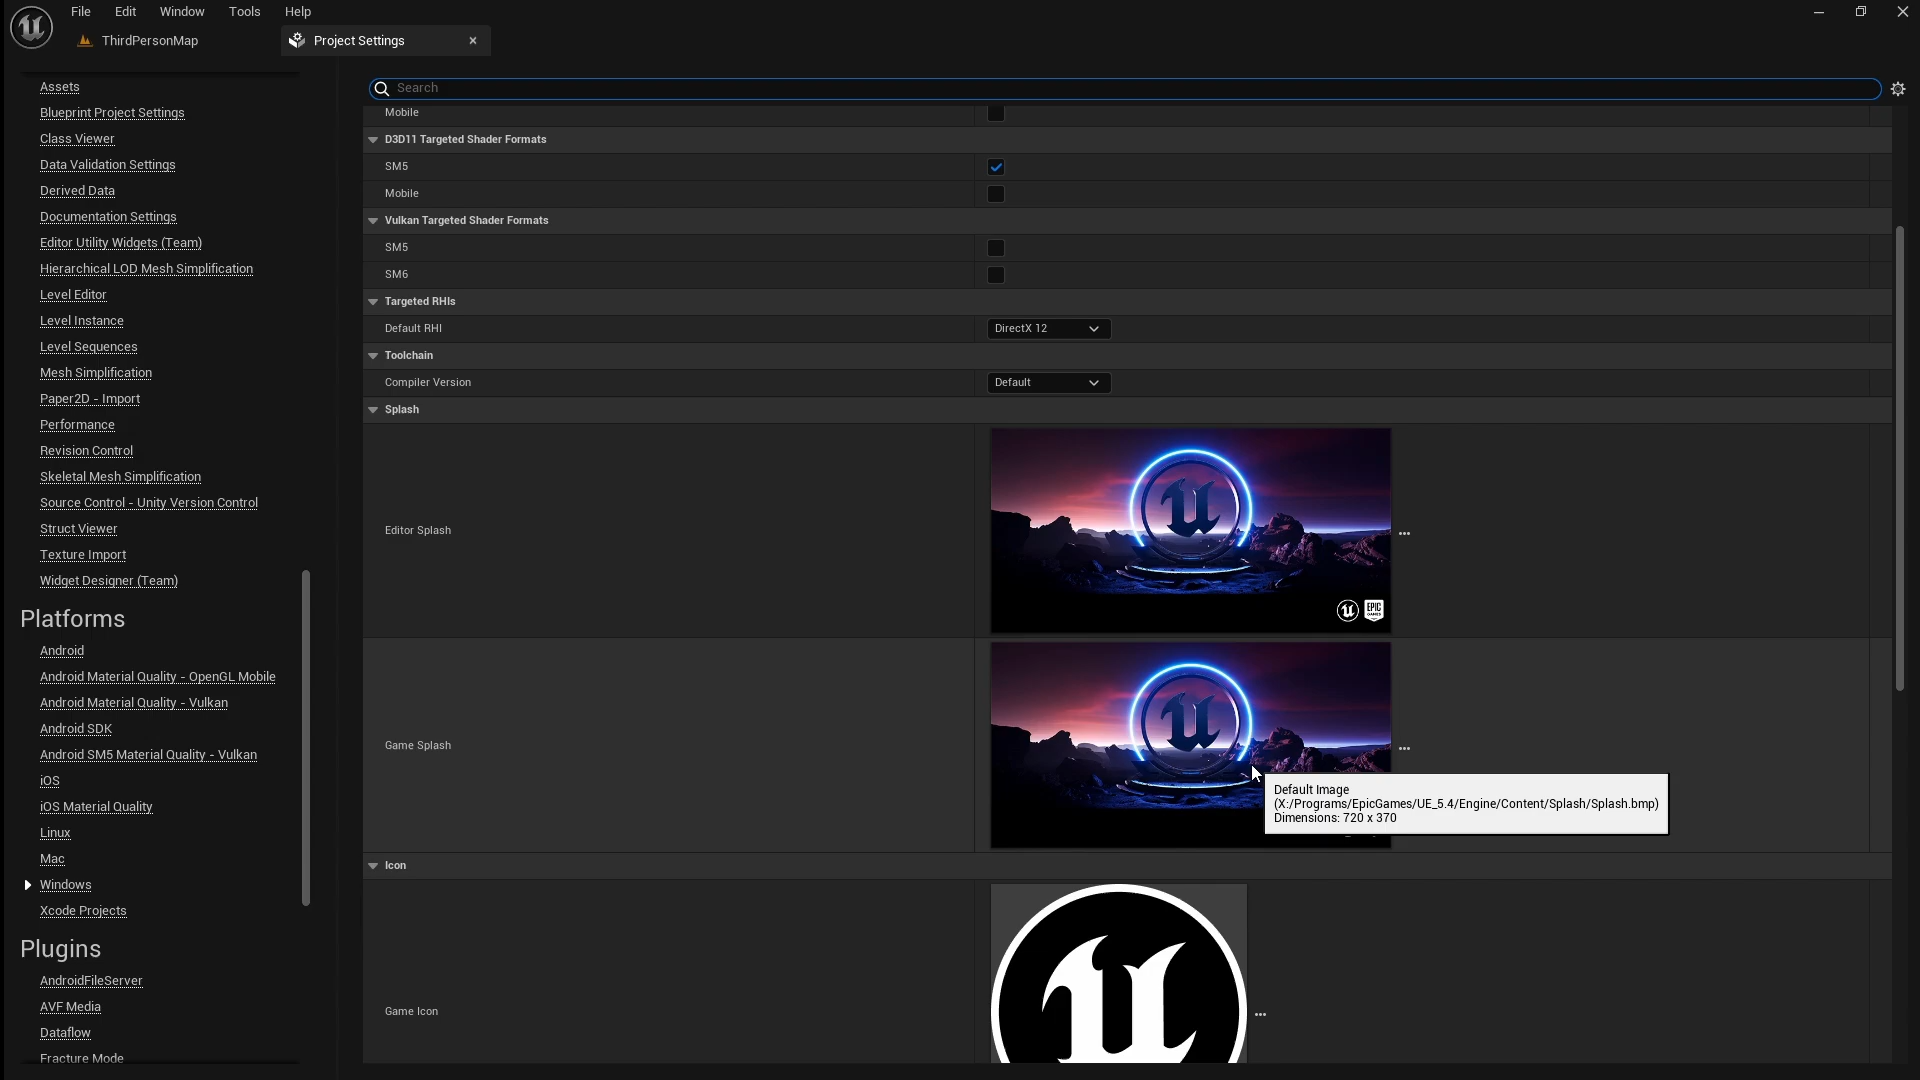 File Edit Window Tools Help
ThirdPersonMap
Project Settings
Assets
Blueprint Project Settings
Class Viewer
Data Validation Settings
Derived Data
Documentation Settings
Editor Utility Widgets (Team)
Hierarchical LOD Mesh Simplification
Level Editor
Level Instance
Level Sequences
Mesh Simplification
Paper2D - Import
Performance
Revision Control
Skeletal Mesh Simplification
Source Control - Unity Version Control
Struct Viewer
Texture Import
Widget Designer (Team)
Platforms
Android
Android Material Quality - OpenGL Mobile
Android Material Quality - Vulkan
Android SDK
Android SM5 Material Quality - Vulkan
iOS
iOS Material Quality
Linux
Mac
Windows
Xcode Projects
Plugins
AndroidFileServer
AVF Media
Dataflow
Fracture Mode
Search
Mobile
D3D11 Targeted Shader Formats
SM5
Mobile
Vulkan Targeted Shader Formats
SM5
SM6
Targeted RHIs
Default RHI
DirectX 12
Toolchain
Compiler Version
Default
Splash
Editor Splash
EPIC
GAMES
Game Splash
Default Image
(X:/Programs/EpicGames/UE_5.4/Engine/Content/Splash/Splash.bmp)
Dimensions: 720 x 370
Icon
Game Icon